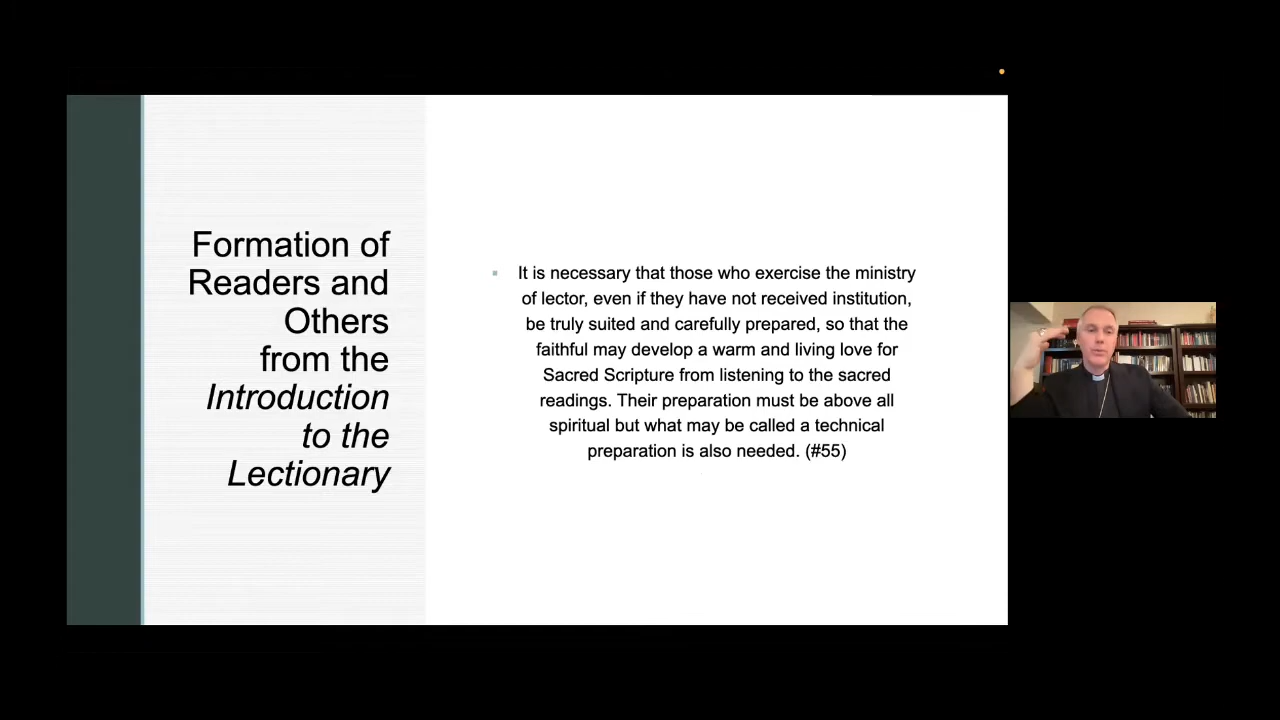 Formation of
Readers and
Others
from the
Introduction
to the
Lectionary
It is necessary that those who exercise the ministry
of lector, even if they have not received institution,
be truly suited and carefully prepared, so that the
faithful may develop a warm and living love for
Sacred Scripture from listening to the sacred
readings. Their preparation must be above all
spiritual but what may be called a technical
preparation is also needed. (#55)